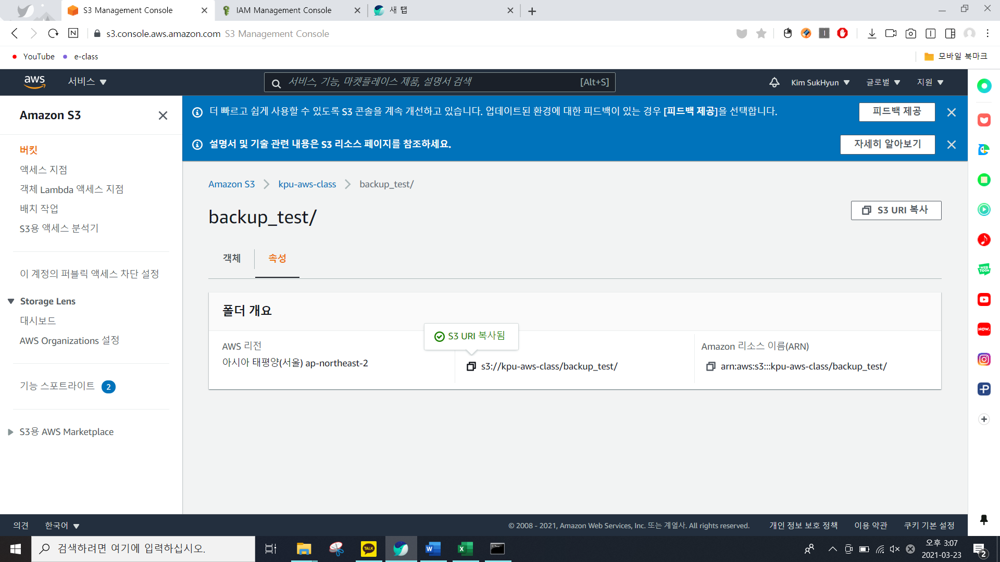 S3 Management Console
IAM Management Console
새 탭
s3.console.aws.amazon.com S3 Management Console
YouTube
e-class
모바일 북마크
aws
서비스
서비스, 기능, 마켓플레이스 제품, 설명서 검색
[Alt+S]
Kim SukHyun
글로벌
지원
Amazon S3
버킷
액세스 지점
객체 Lambda 액세스 지점
배치 작업
S3용 액세스 분석기
이 계정의 퍼블릭 액세스 차단 설정
Storage Lens
대시보드
AWS Organizations 설정
기능 스포트라이트 2
S3용 AWS Marketplace
더 빠르고 쉽게 사용할 수 있도록 S3 콘솔을 계속 개선하고 있습니다. 업데이트된 환경에 대한 피드백이 있는 경우 [피드백 제공]을 선택합니다.
피드백 제공
설명서 및 기술 관련 내용은 S3 리소스 페이지를 참조하세요.
자세히 알아보기
Amazon S3
kpu-aws-class
backup_test/
backup_test/
S3 URI 복사
객체
속성
폴더 개요
S3 URI 복사됨
AWS 리전
아시아 태평양(서울) ap-northeast-2
s3://kpu-aws-class/backup_test/
Amazon 리소스 이름(ARN)
arn:aws:s3:::kpu-aws-class/backup_test/
WEB
TOON
NOW.
의견
한국어
© 2008 - 2021, Amazon Web Services, Inc. 또는 계열사. All rights reserved.
개인 정보 보호 정책
이용 약관
쿠키 기본 설정
검색하려면 여기에 입력하십시오.
TALK
오후 3:07
2021-03-23
2